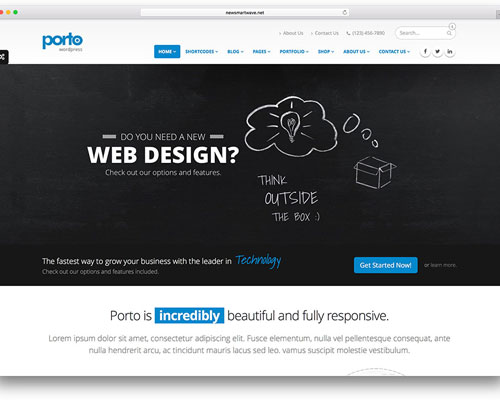 newsmartwave.net
porto
wordpress
> About Us > Contact Us (123) 456-7890 Search...
HOME SHORTCODES BLOG PAGES PORTFOLIO SHOP ABOUT US CONTACT US
DO YOU NEED A NEW
WEB DESIGN?
Check out our options and features.
THINK
OUTSIDE
THE BOX :)
The fastest way to grow your business with the leader in Technology
Check out our options and features included.
Get Started Now! or learn more.
Porto is incredibly beautiful and fully responsive.
Lorem ipsum dolor sit amet, consectetur adipiscing elit. Fusce elementum, nulla vel pellentesque consequat, ante
hendrerit arcu, ac tincidunt mauris lacus sed leo. vamus suscipit molestie vestibulum.